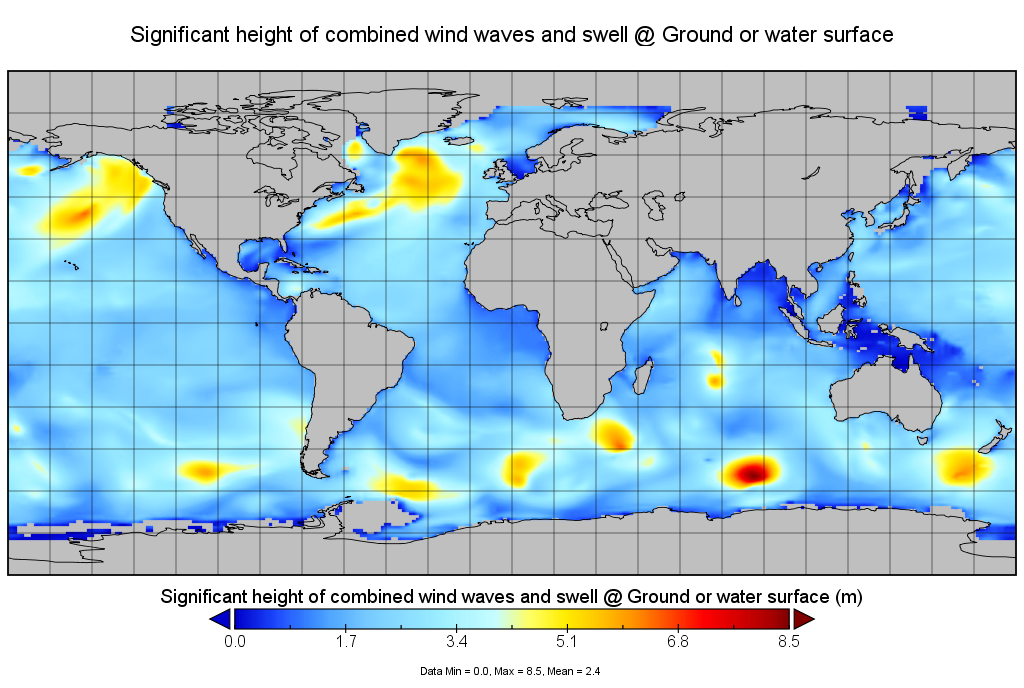 Significant height of combined wind waves and swell @ Ground or water surface
Significant height of combined wind waves and swell @ Ground or water surface (m)
0.0 1.7 3.4 5.1 6.8 8.5
Data Min = 0.0, Max = 8.5, Mean = 2.4